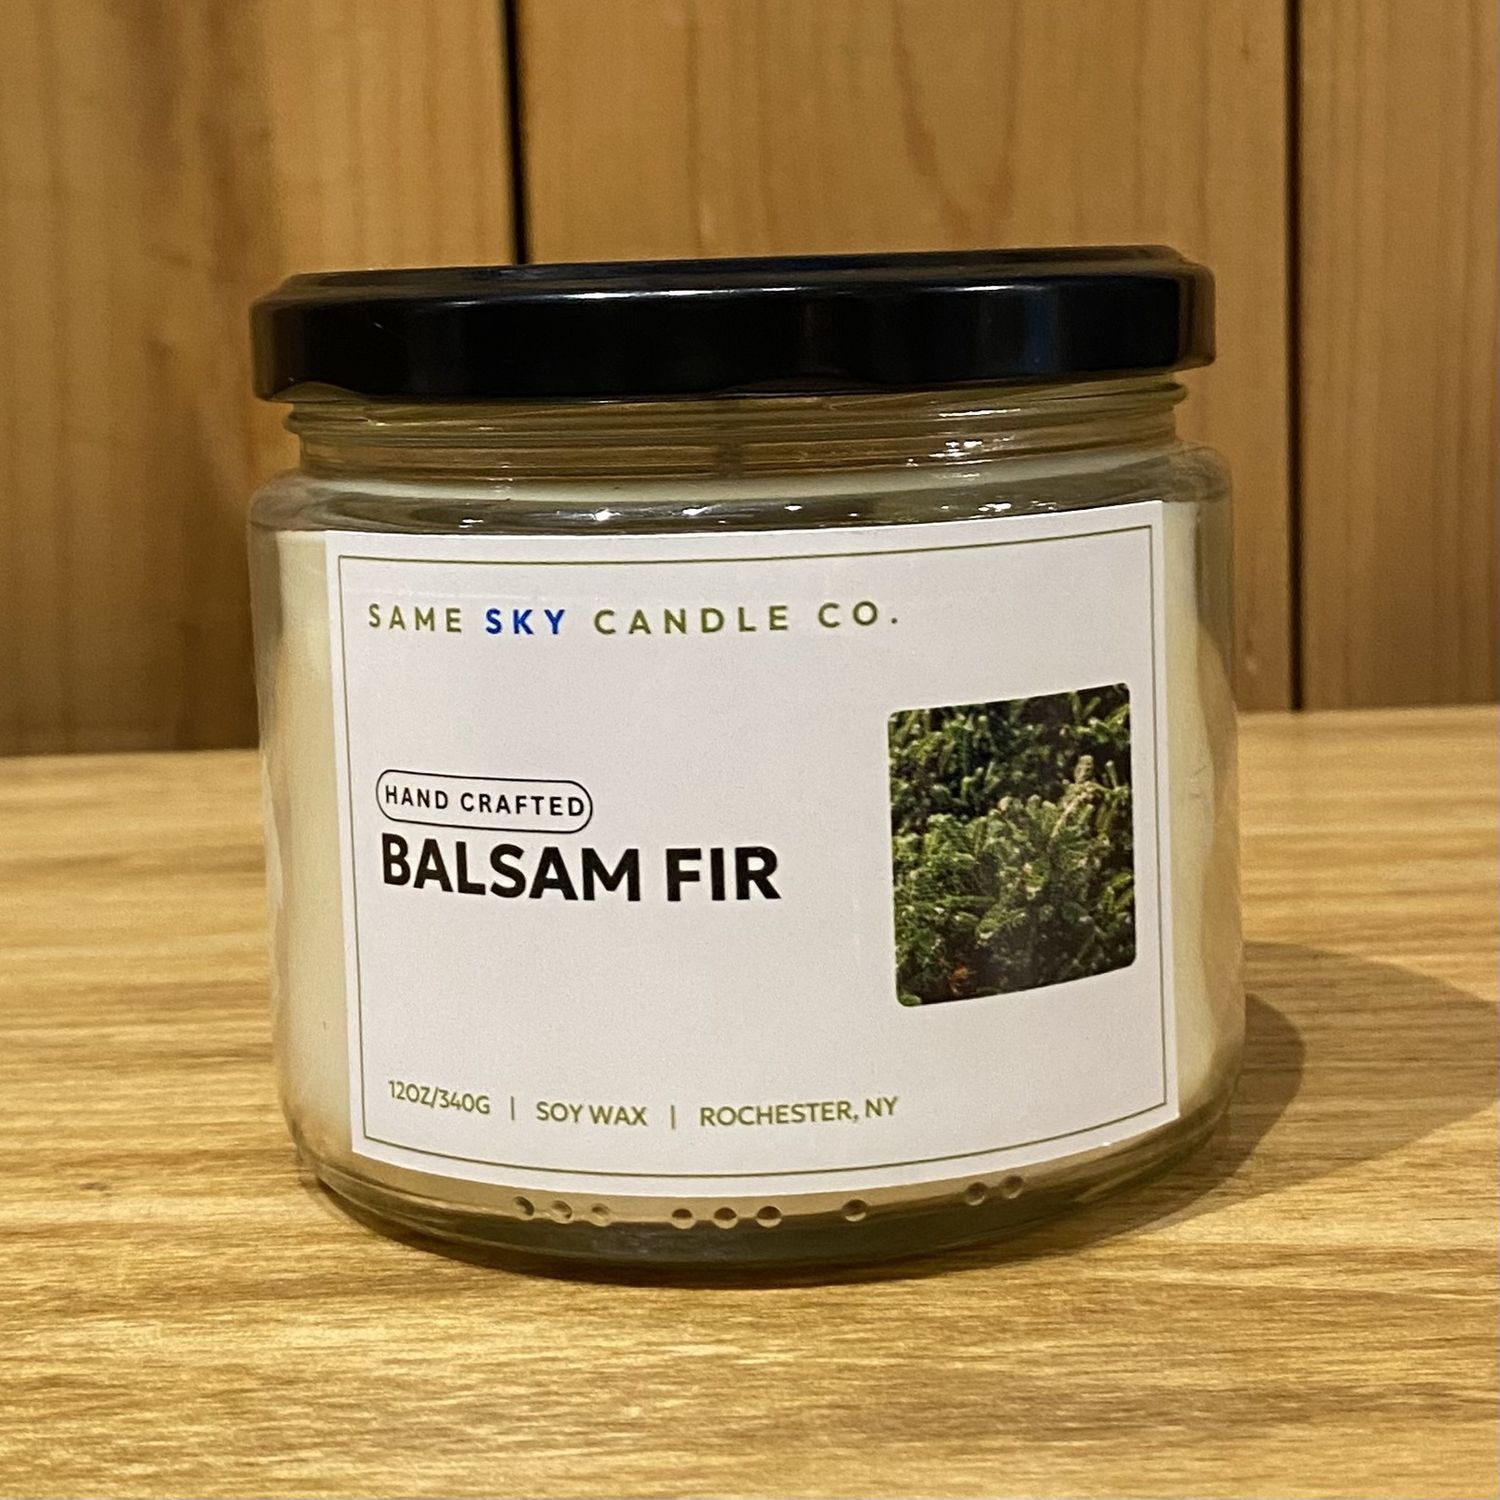 SAME SKY CANDLE CO.
HAND CRAFTED
BALSAM FIR
12OZ/340G | SOY WAX | ROCHESTER, NY